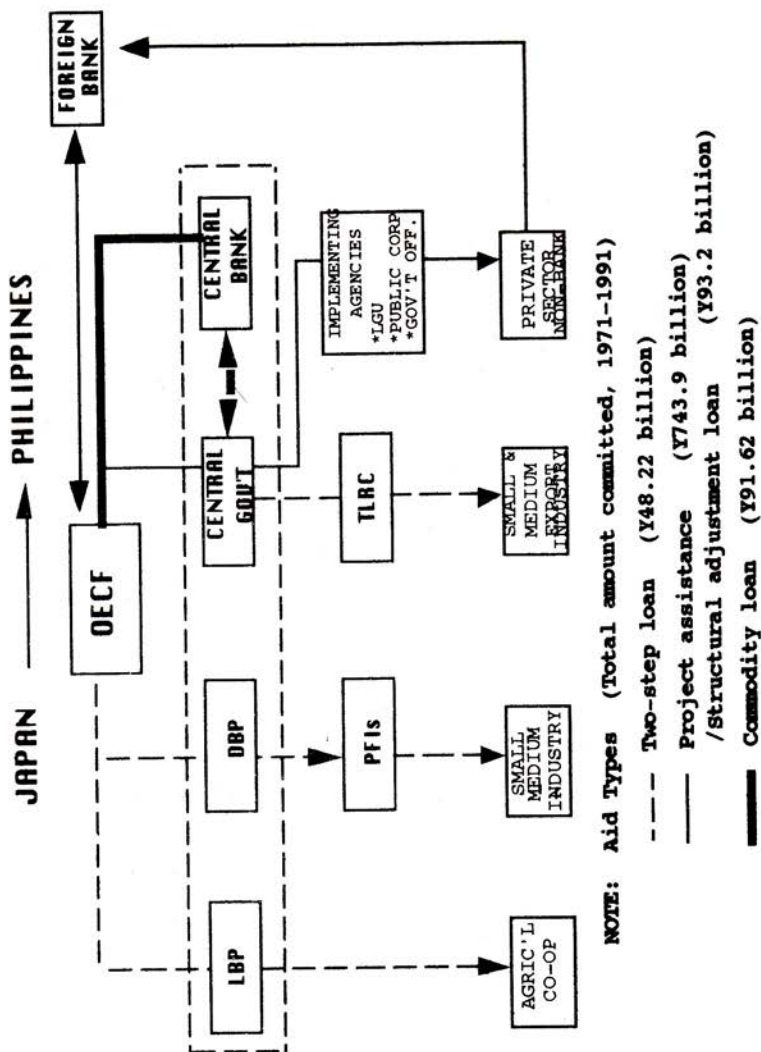 JAPAN PHILIPPINES
OECF
FOREIGN
BANK
LBP
DBP
CENTRAL
GOV'T
CENTRAL
BANK
PFIs
TLRC
IMPLEMENTING
AGENCIES
*LGU
*PUBLIC CORP
*GOV'T OFF.
AGRIC'L
CO-OP
SMALL
MEDIUM
INDUSTRY
SMALL &
MEDIUM
EXPORT
INDUSTRY
PRIVATE
SECTOR
NON-BANK
NOTE: Aid Types (Total amount committed, 1971-1991)
Two-step loan (Y48.22 billion)
Project assistance (Y743.9 billion)
/Structural adjustment loan (Y93.2 billion)
Commodity loan (Y91.62 billion)